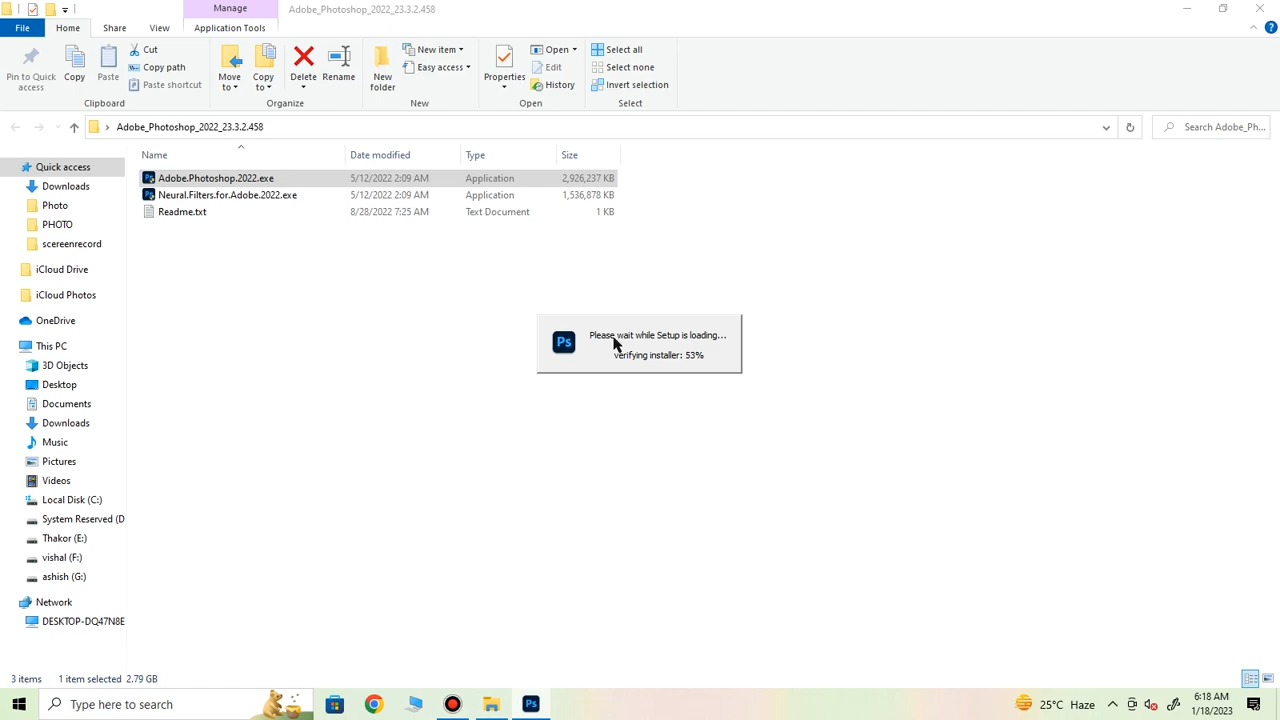 Manage
Adobe_Photoshop_2022_23.3.2.458
File
Home
Share
View
Application Tools
Pin to Quick access
Copy
Paste
Cut
Copy path
Paste shortcut
Clipboard
Move to
Copy to
Delete
Rename
Organize
New folder
New item
Easy access
New
Properties
Open
Edit
History
Open
Select all
Select none
Invert selection
Select
Adobe_Photoshop_2022_23.3.2.458
Search Adobe_Ph...
Name Date modified Type Size
Adobe.Photoshop.2022.exe 5/12/2022 2:09 AM Application 2,926,237 KB
Neural.Filters.for.Adobe.2022.exe 5/12/2022 2:09 AM Application 1,536,878 KB
Readme.txt 8/28/2022 7:25 AM Text Document 1 KB
Quick access
Downloads
Photo
PHOTO
scereenrecord
iCloud Drive
iCloud Photos
OneDrive
This PC
3D Objects
Desktop
Documents
Downloads
Music
Pictures
Videos
Local Disk (C:)
System Reserved (D
Thakor (E:)
vishal (F:)
ashish (G:)
Network
DESKTOP-DQ47N8E
Ps
Please wait while Setup is loading...
verifying installer: 53%
3 items 1 item selected 2.79 GB
Type here to search
Ps
25°C Haze
6:18 AM
1/18/2023